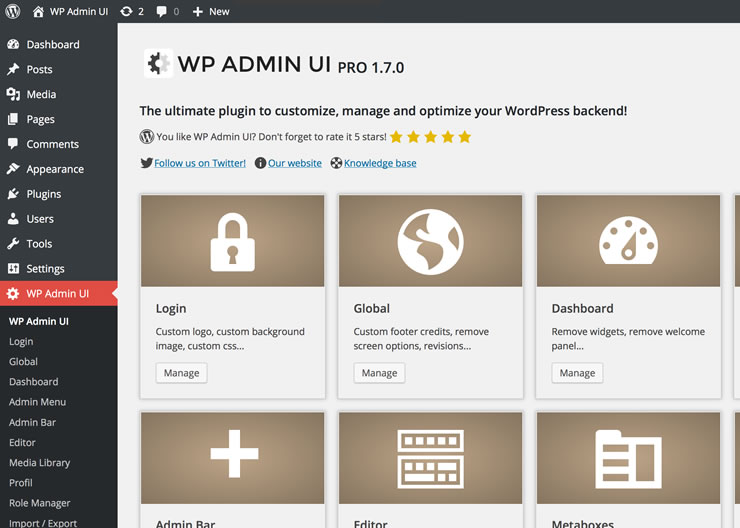 WP Admin UI 2 0 New
Dashboard
Posts
Media
Pages
Comments
Appearance
Plugins
Users
Tools
Settings
WP Admin UI
WP Admin UI
Login
Global
Dashboard
Admin Menu
Admin Bar
Editor
Media Library
Profil
Role Manager
Import / Export
WP ADMIN UI PRO 1.7.0
The ultimate plugin to customize, manage and optimize your WordPress backend!
You like WP Admin UI? Don't forget to rate it 5 stars!
Follow us on Twitter! Our website Knowledge base
Login
Custom logo, custom background
image, custom css...
Manage
Global
Custom footer credits, remove
screen options, revisions...
Manage
Dashboard
Remove widgets, remove welcome
panel...
Manage
Admin Bar
Editor
Metaboxes